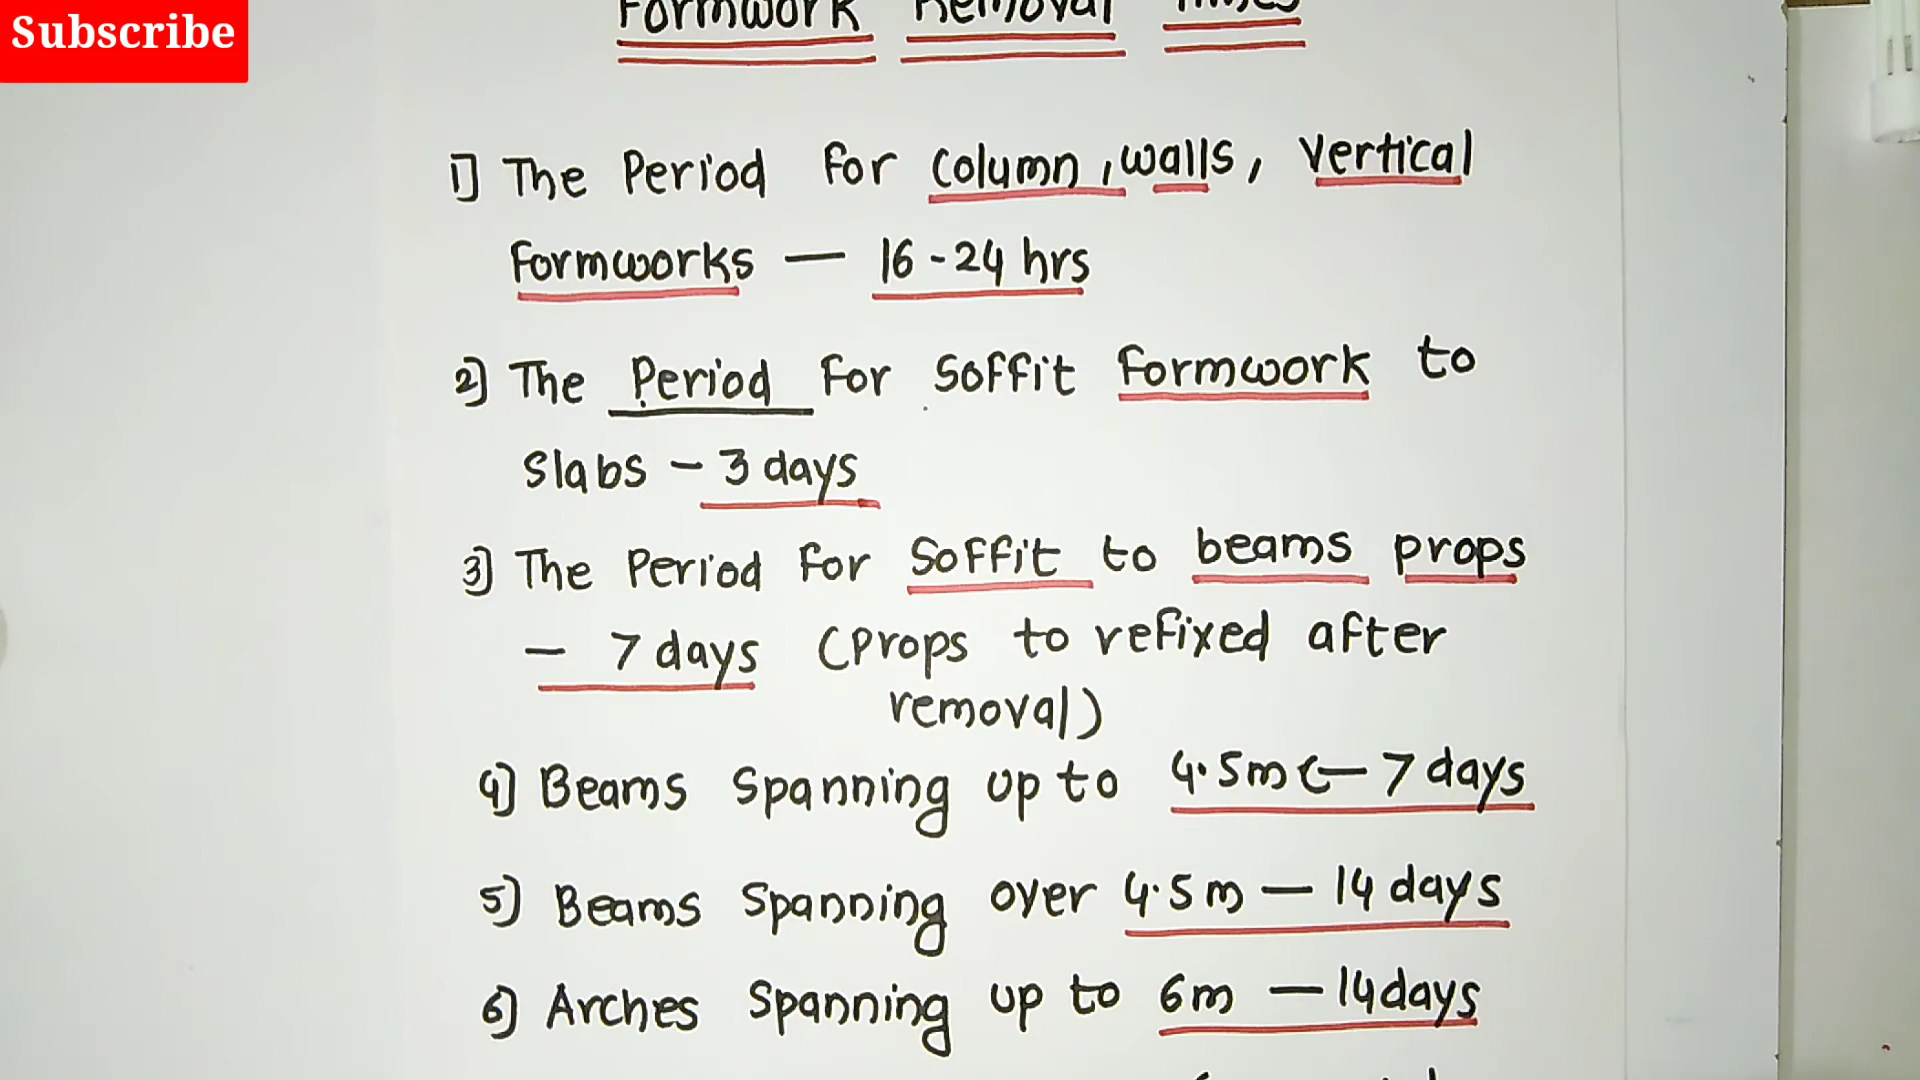 Subscribe
Formwork Removal Times
1] The Period For column, walls, Vertical
Formworks — 16-24 hrs
2] The Period For Soffit Formwork to
Slabs - 3 days
3] The Period For Soffit to beams props
- 7 days (Props to refixed after
removal)
4] Beams Spanning up to 4.5m (- 7 days
5] Beams Spanning over 4.5m - 14 days
6] Arches Spanning up to 6m - 14days